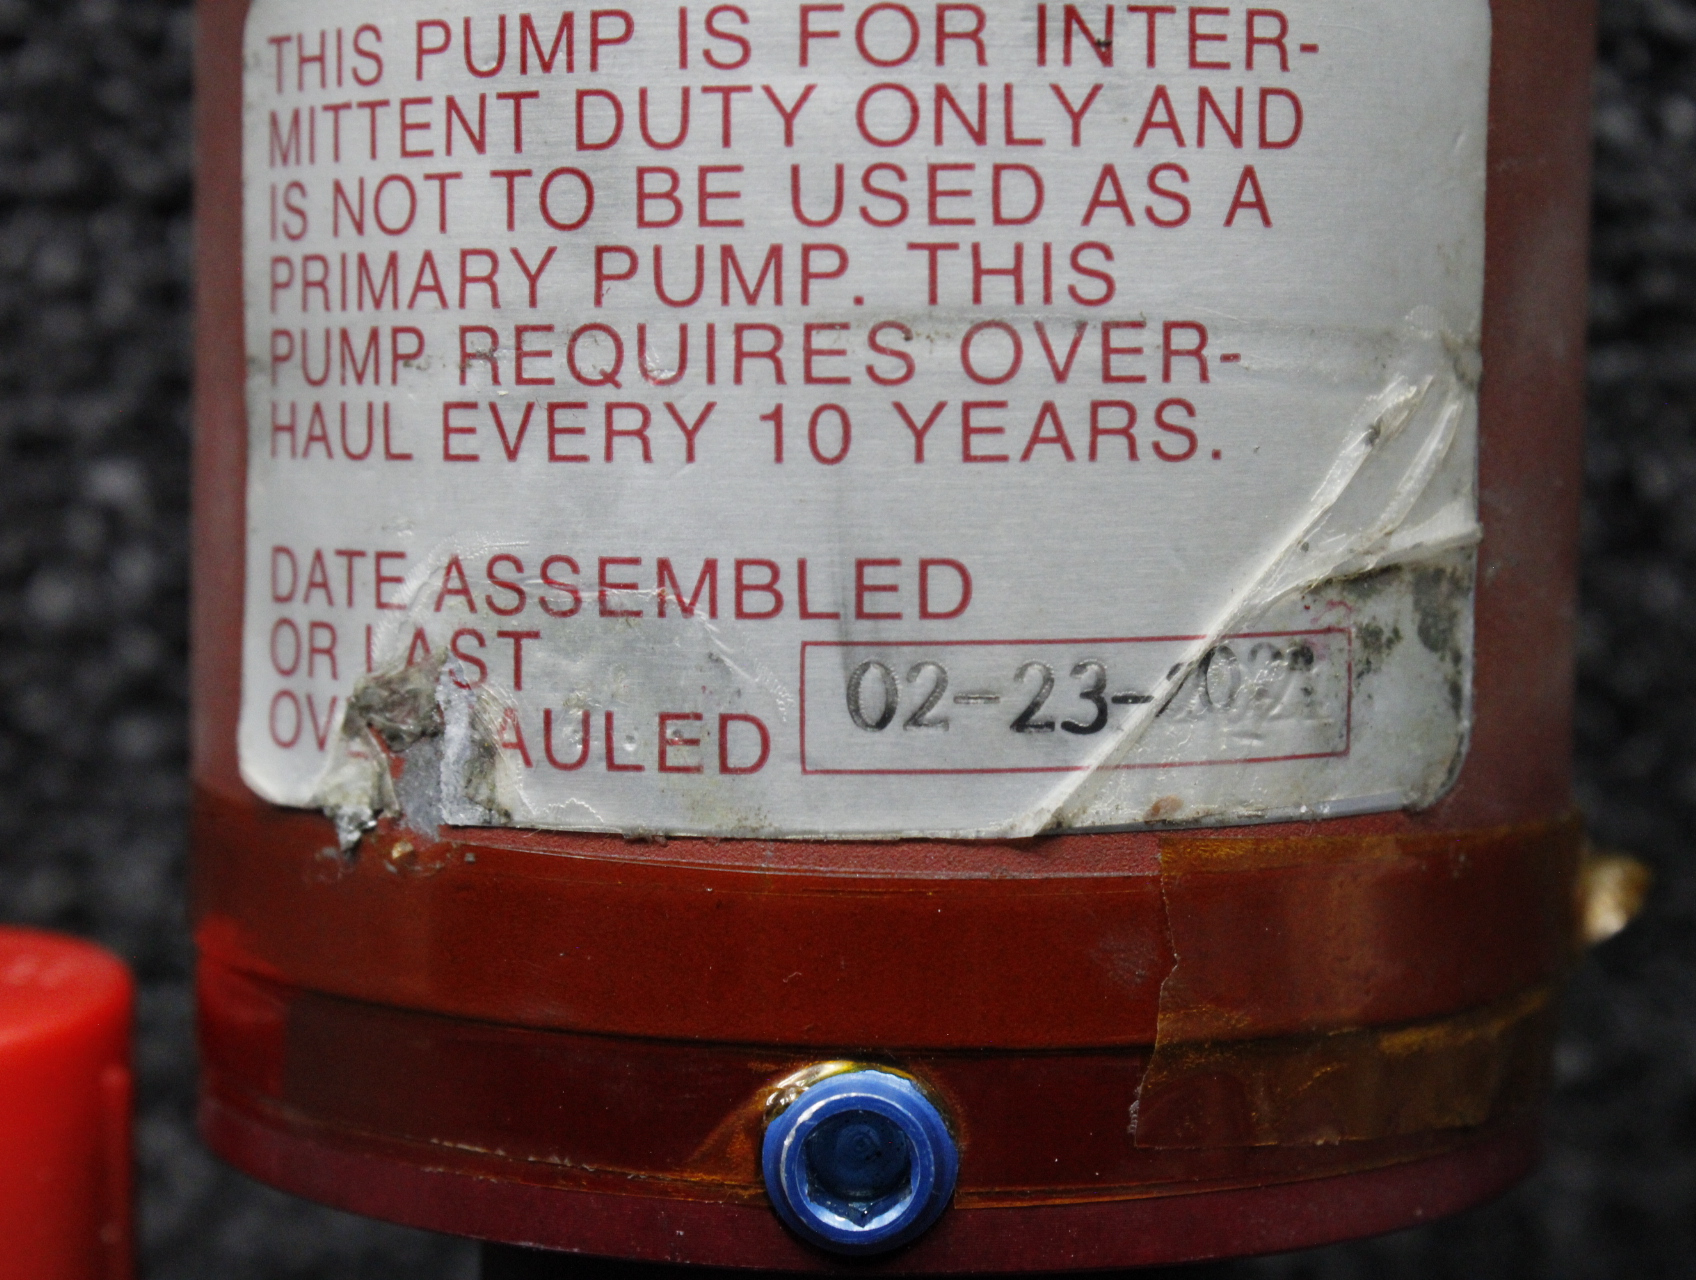 THIS PUMP IS FOR INTER-
MITTENT DUTY ONLY AND
IS NOT TO BE USED AS A
PRIMARY PUMP. THIS
PUMP REQUIRES OVER-
HAUL EVERY 10 YEARS.
DATE ASSEMBLED
OR LAST
02-23-2021